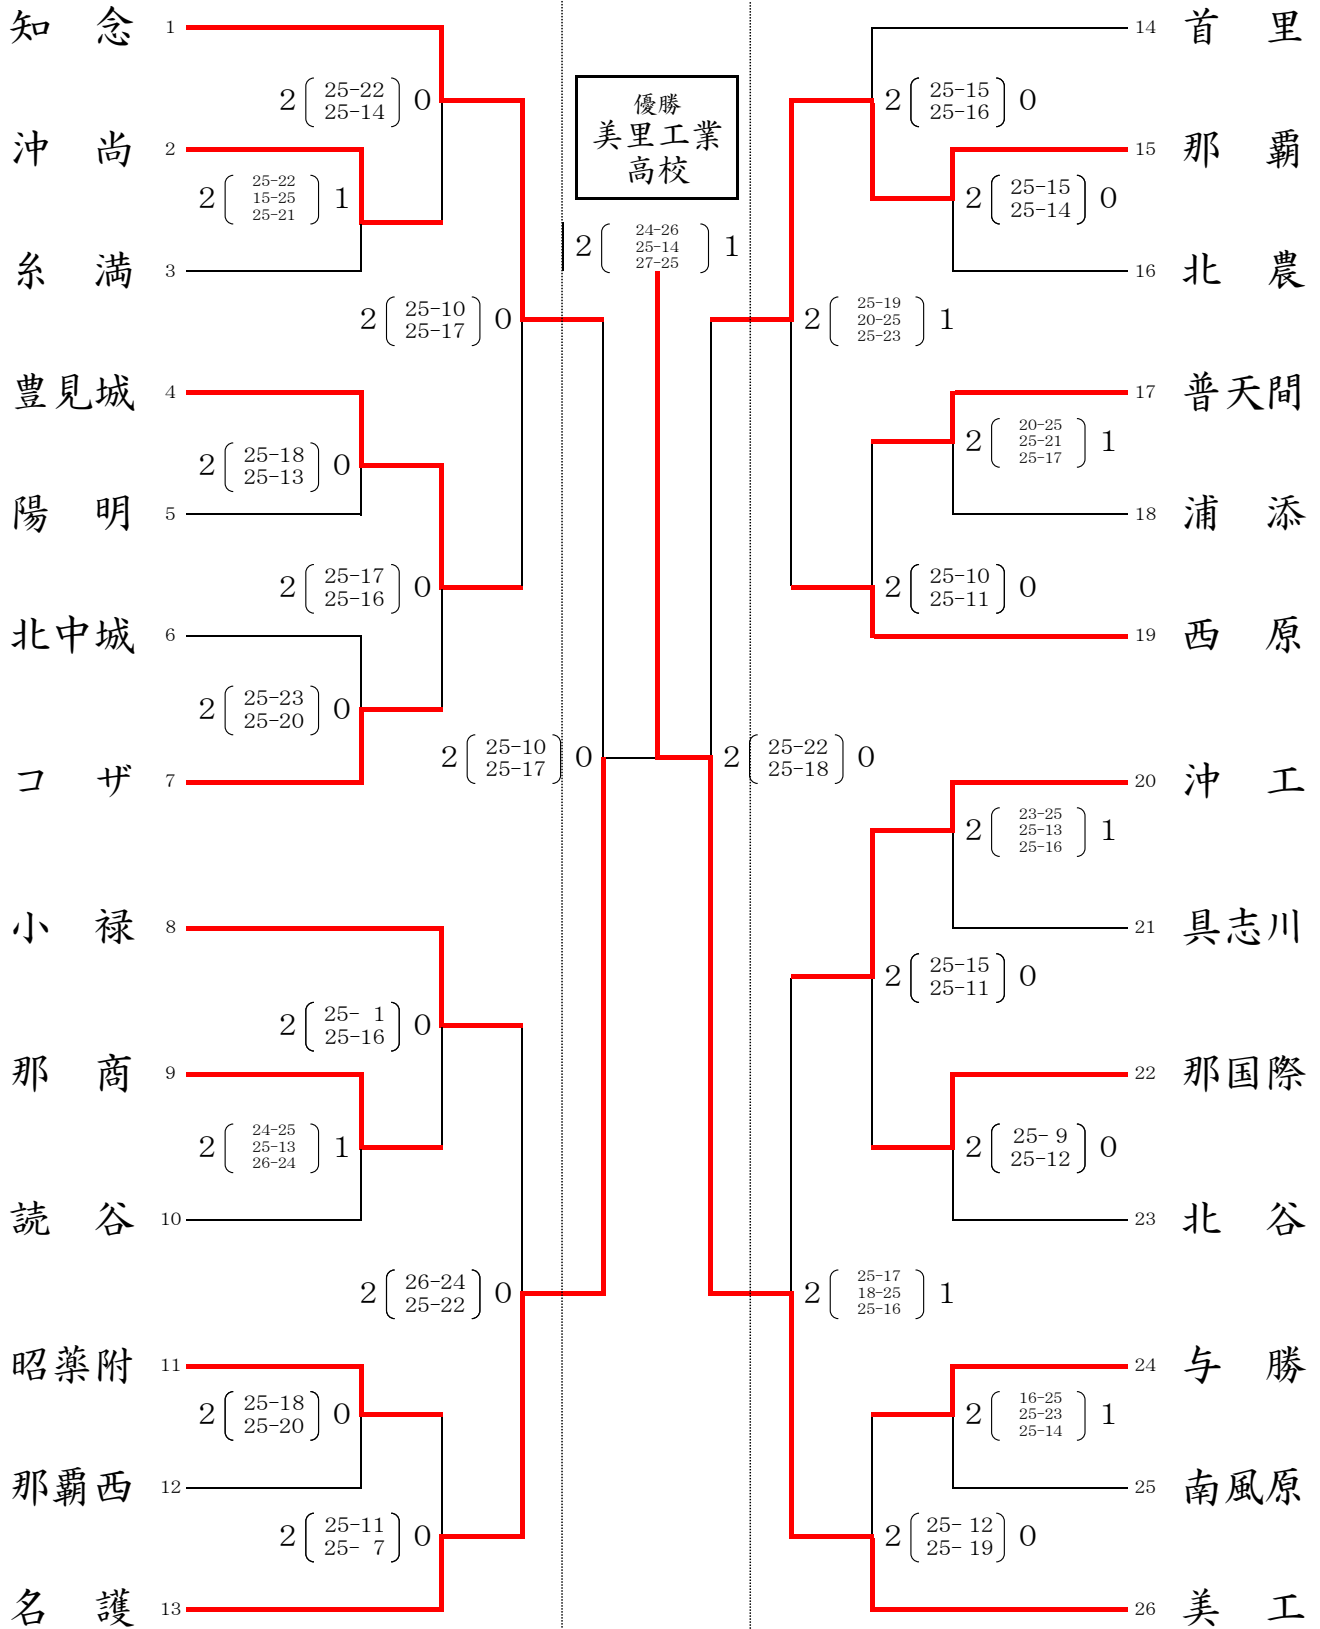 知 念 1
2 25-22 0
25-14
沖 尚 2
2 25-22 1
15-25
25-21
糸 満 3
2 25-10 0
25-17
豊見城 4
2 25-18 0
25-13
陽 明 5
2 25-17 0
25-16
北中城 6
2 25-23 0
25-20
コ ザ 7
2 25-10 0
25-17
小 禄 8
2 25- 1 0
25-16
那 商 9
2 24-25 1
25-13
26-24
読 谷 10
2 26-24 0
25-22
昭薬附 11
2 25-18 0
25-20
那覇西 12
2 25-11 0
25- 7
名 護 13
優勝
美里工業
高校
2 24-26 1
25-14
27-25
14 首 里
2 25-15 0
25-16
15 那 覇
2 25-15 0
25-14
16 北 農
2 25-19 1
20-25
25-23
17 普天間
2 20-25 1
25-21
25-17
18 浦 添
2 25-10 0
25-11
19 西 原
2 25-22 0
25-18
20 沖 工
2 23-25 1
25-13
25-16
21 具志川
2 25-15 0
25-11
22 那国際
2 25- 9 0
25-12
23 北 谷
2 25-17 1
18-25
25-16
24 与 勝
2 16-25 1
25-23
25-14
25 南風原
2 25- 12 0
25- 19
26 美 工